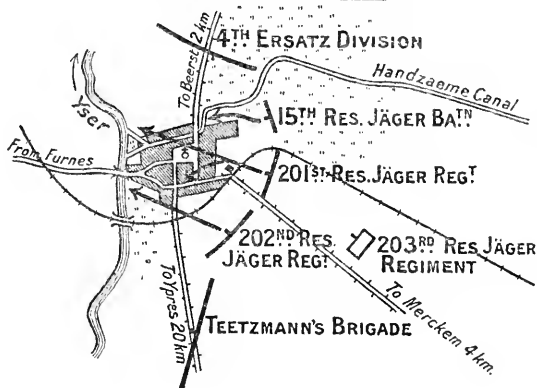 4TH ERSATZ DIVISION
To Beerst 2 km
Handzaeme Canal
Yser
15TH RES. JÄGER BATN
From Furnes
201ST RES. JÄGER REGT
202ND RES.
JÄGER REGT
203RD RES JÄGER
REGIMENT
To Ypres 20 km
To Merckem 4 km.
TEETZMANN'S BRIGADE